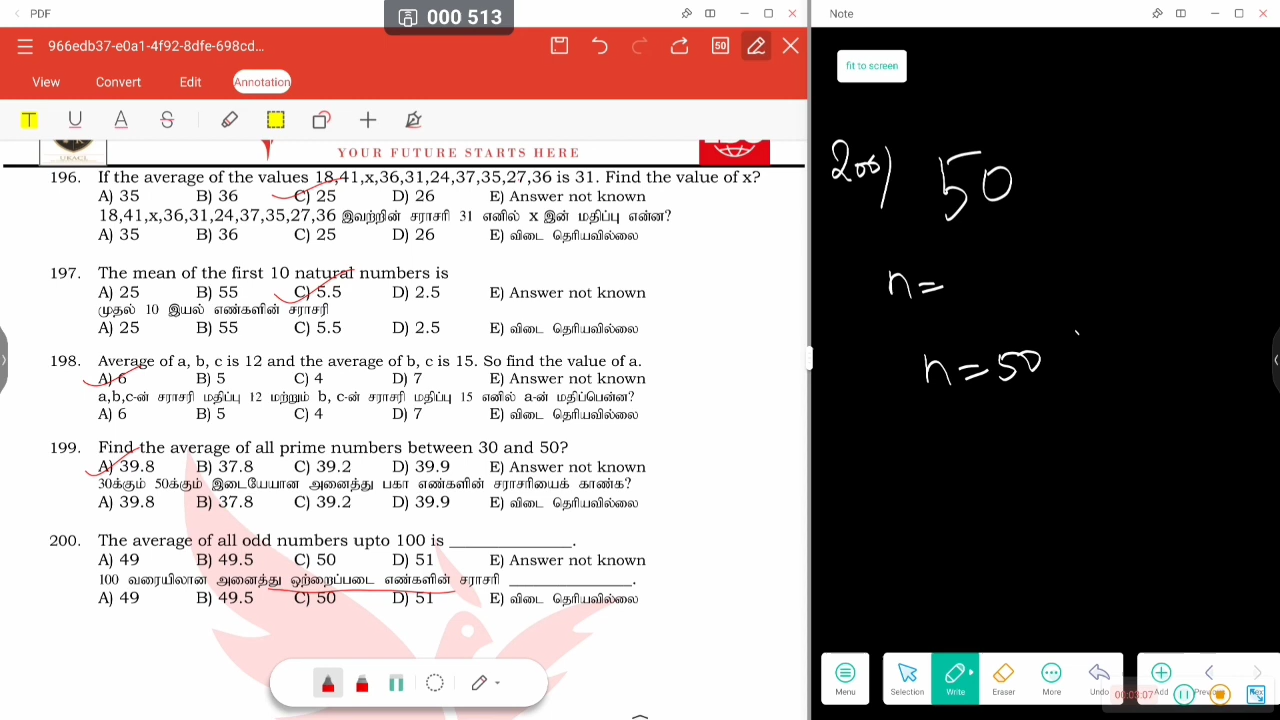 PDF
000 513
Note
966edb37-e0a1-4f92-8dfe-698cd...
50
View Convert Edit Annotation
fit to screen
YOUR FUTURE STARTS HERE
196. If the average of the values 18,41,x,36,31,24,37,35,27,36 is 31. Find the value of x?
A) 35 B) 36 C) 25 D) 26 E) Answer not known
18,41,x,36,31,24,37,35,27,36 இவற்றின் சராசரி 31 எனில் x இன் மதிப்பு என்ன?
A) 35 B) 36 C) 25 D) 26 E) விடை தெரியவில்லை
197. The mean of the first 10 natural numbers is
A) 25 B) 55 C) 5.5 D) 2.5 E) Answer not known
முதல் 10 இயல் எண்களின் சராசரி
A) 25 B) 55 C) 5.5 D) 2.5 E) விடை தெரியவில்லை
198. Average of a, b, c is 12 and the average of b, c is 15. So find the value of a.
A) 6 B) 5 C) 4 D) 7 E) Answer not known
a,b,c-ன் சராசரி மதிப்பு 12 மற்றும் b, c-ன் சராசரி மதிப்பு 15 எனில் a-ன் மதிப்பென்ன?
A) 6 B) 5 C) 4 D) 7 E) விடை தெரியவில்லை
199. Find the average of all prime numbers between 30 and 50?
A) 39.8 B) 37.8 C) 39.2 D) 39.9 E) Answer not known
30க்கும் 50க்கும் இடையேயான அனைத்து பகா எண்களின் சராசரியைக் காண்க?
A) 39.8 B) 37.8 C) 39.2 D) 39.9 E) விடை தெரியவில்லை
200. The average of all odd numbers upto 100 is ______________.
A) 49 B) 49.5 C) 50 D) 51 E) Answer not known
100 வரையிலான அனைத்து ஒற்றைப்படை எண்களின் சராசரி ______________.
A) 49 B) 49.5 C) 50 D) 51 E) விடை தெரியவில்லை
200) 50
n=
n=50
Menu Selection Write Eraser More Undo Add
00:03:07